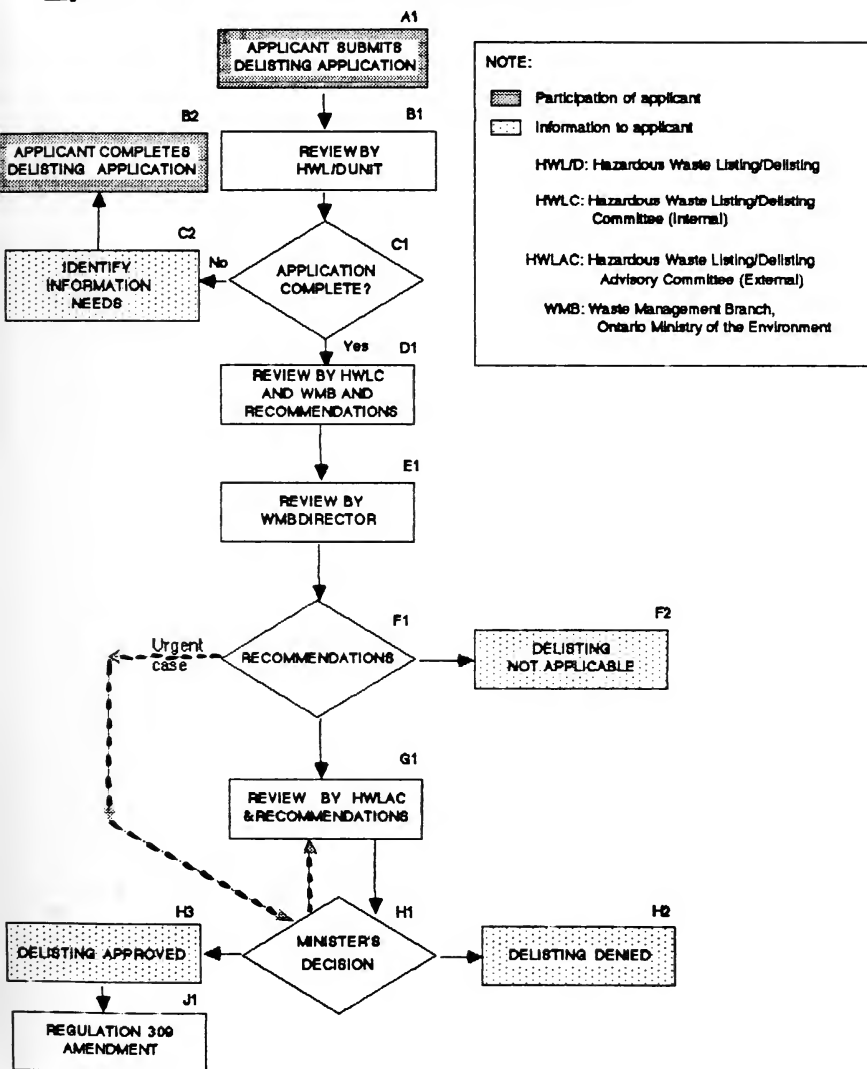 A1
APPLICANT SUBMITS
DELISTING APPLICATION
B1
REVIEW BY
HWL/DUNIT
B2
APPLICANT COMPLETES
DELISTING APPLICATION
C1
APPLICATION
COMPLETE?
No
C2
IDENTIFY
INFORMATION
NEEDS
Yes
D1
REVIEW BY HWLC
AND WMB AND
RECOMMENDATIONS
E1
REVIEW BY
WMBDIRECTOR
F1
RECOMMENDATIONS
Urgent
case
F2
DELISTING
NOT APPLICABLE
G1
REVIEW BY HWLAC
&RECOMMENDATIONS
H1
MINISTER'S
DECISION
H3
DELISTING APPROVED
H2
DELISTING DENIED
J1
REGULATION 309
AMENDMENT
NOTE:
Participation of applicant
Information to applicant
HWL/D: Hazardous Waste Listing/Delisting
HWLC: Hazardous Waste Listing/Delisting
Committee (Internal)
HWLAC: Hazardous Waste Listing/Delisting
Advisory Committee (External)
WMB: Waste Management Branch,
Ontario Ministry of the Environment